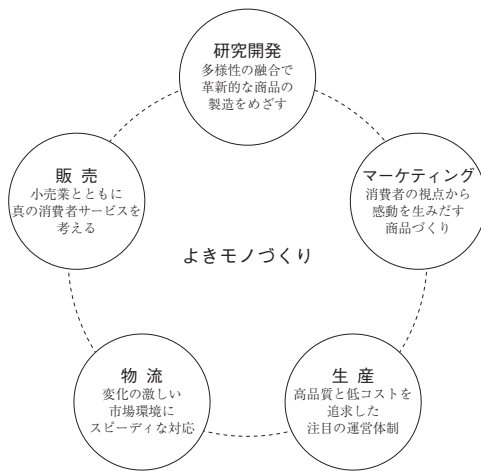 研究開発
多様性の融合で
革新的な商品の
製造をめざす
マーケティング
消費者の視点から
感動を生みだす
商品づくり
生 産
高品質と低コストを
追求した
注目の運営体制
物 流
変化の激しい
市場環境に
スピーディな対応
販 売
小売業とともに
真の消費者サービスを
考える
よきモノづくり